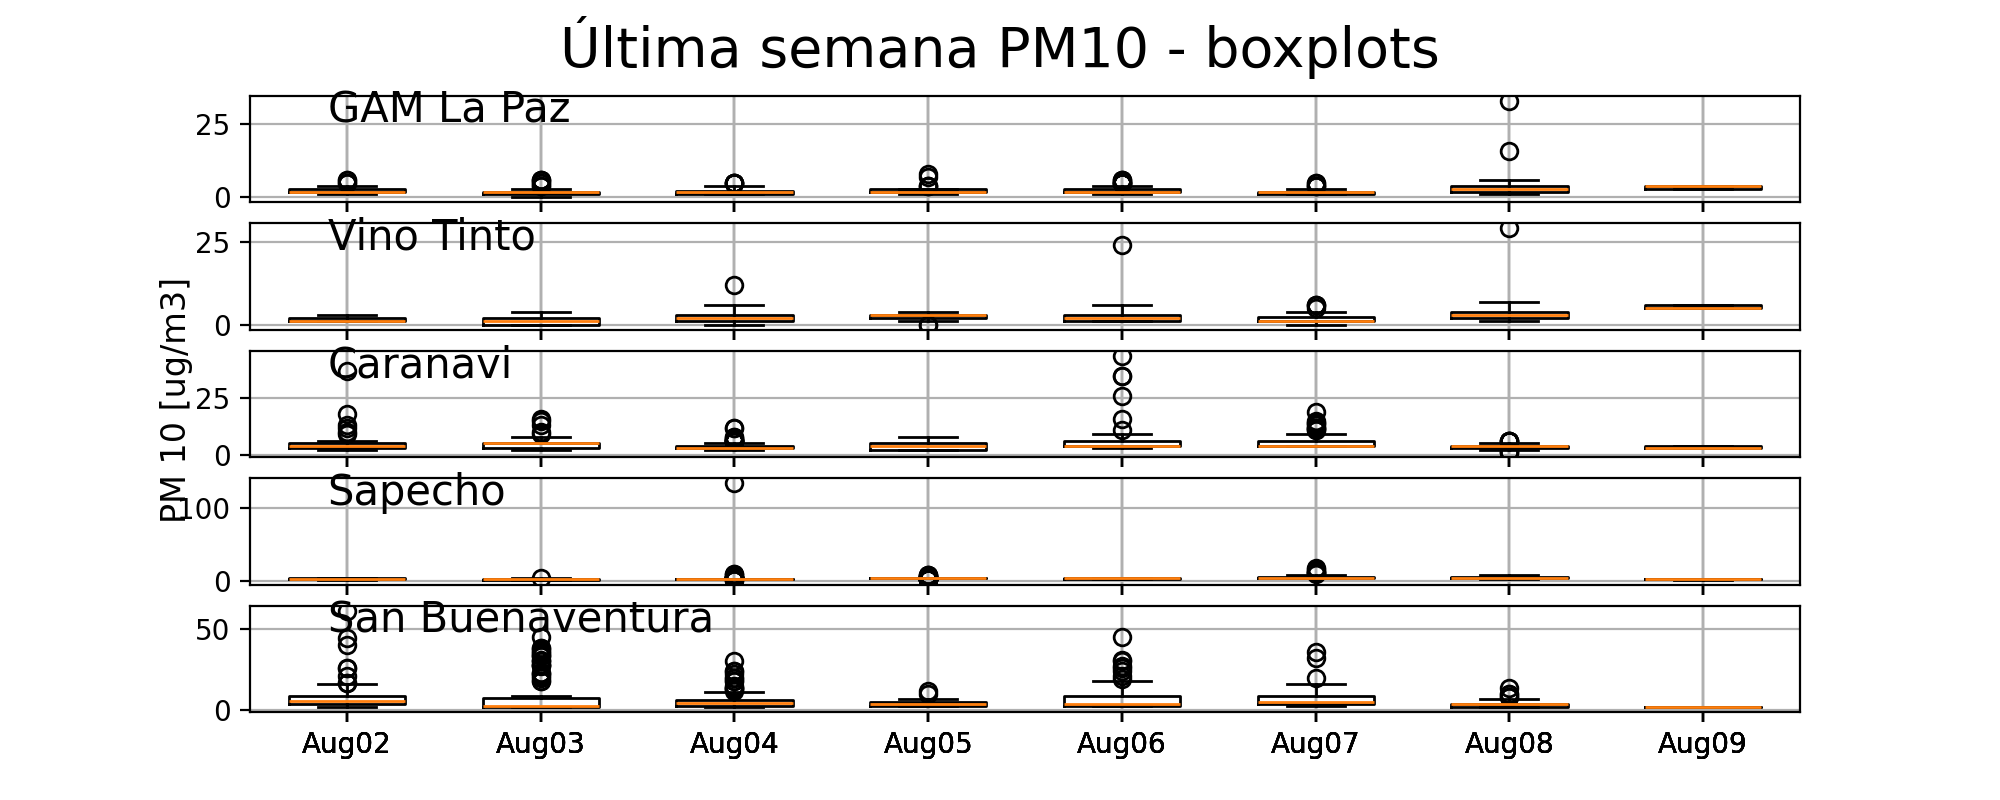 Última semana PM10 - boxplots
GAM La Paz
25
0
Vino Tinto
25
0
PM 10 [ug/m3]
Caranavi
25
0
Sapecho
100
0
San Buenaventura
50
0
Aug02 Aug03 Aug04 Aug05 Aug06 Aug07 Aug08 Aug09